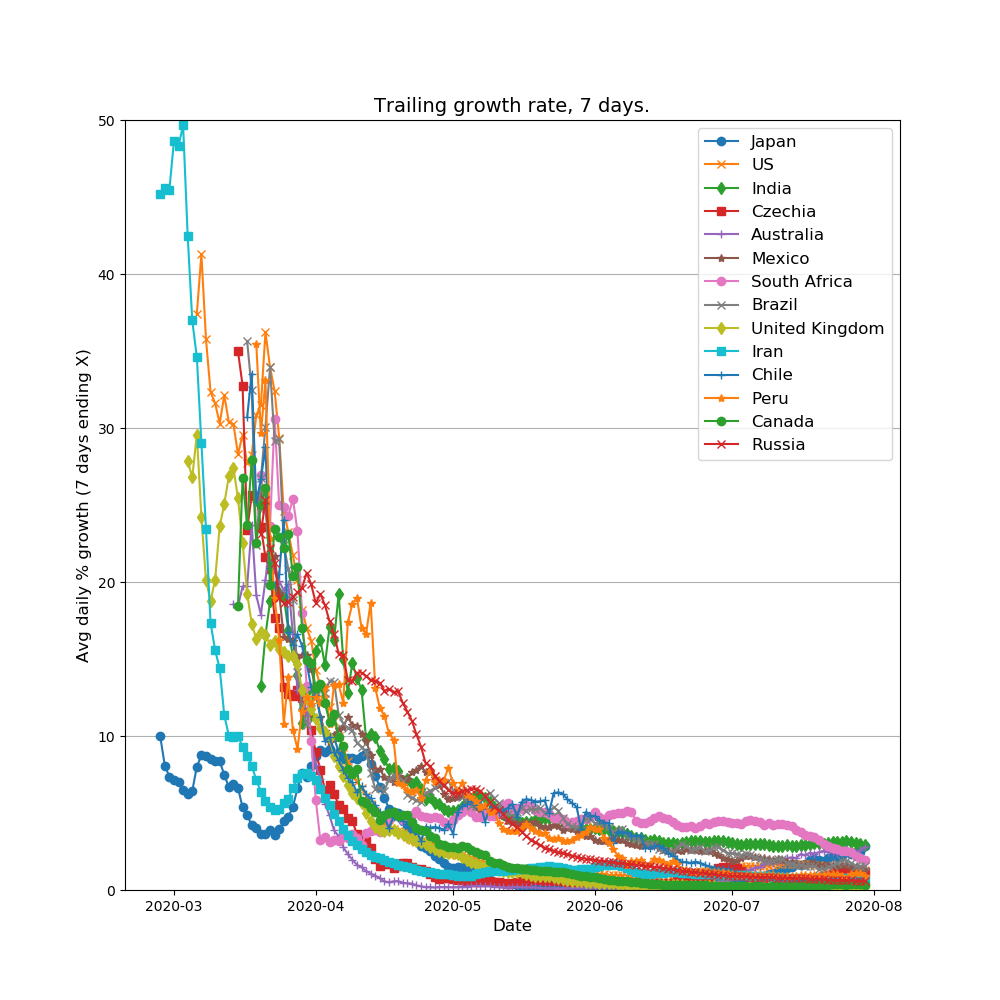 Trailing growth rate, 7 days.
Avg daily % growth (7 days ending X)
50
40
30
20
10
0
Japan
US
India
Czechia
Australia
Mexico
South Africa
Brazil
United Kingdom
Iran
Chile
Peru
Canada
Russia
2020-03 2020-04 2020-05 2020-06 2020-07 2020-08
Date